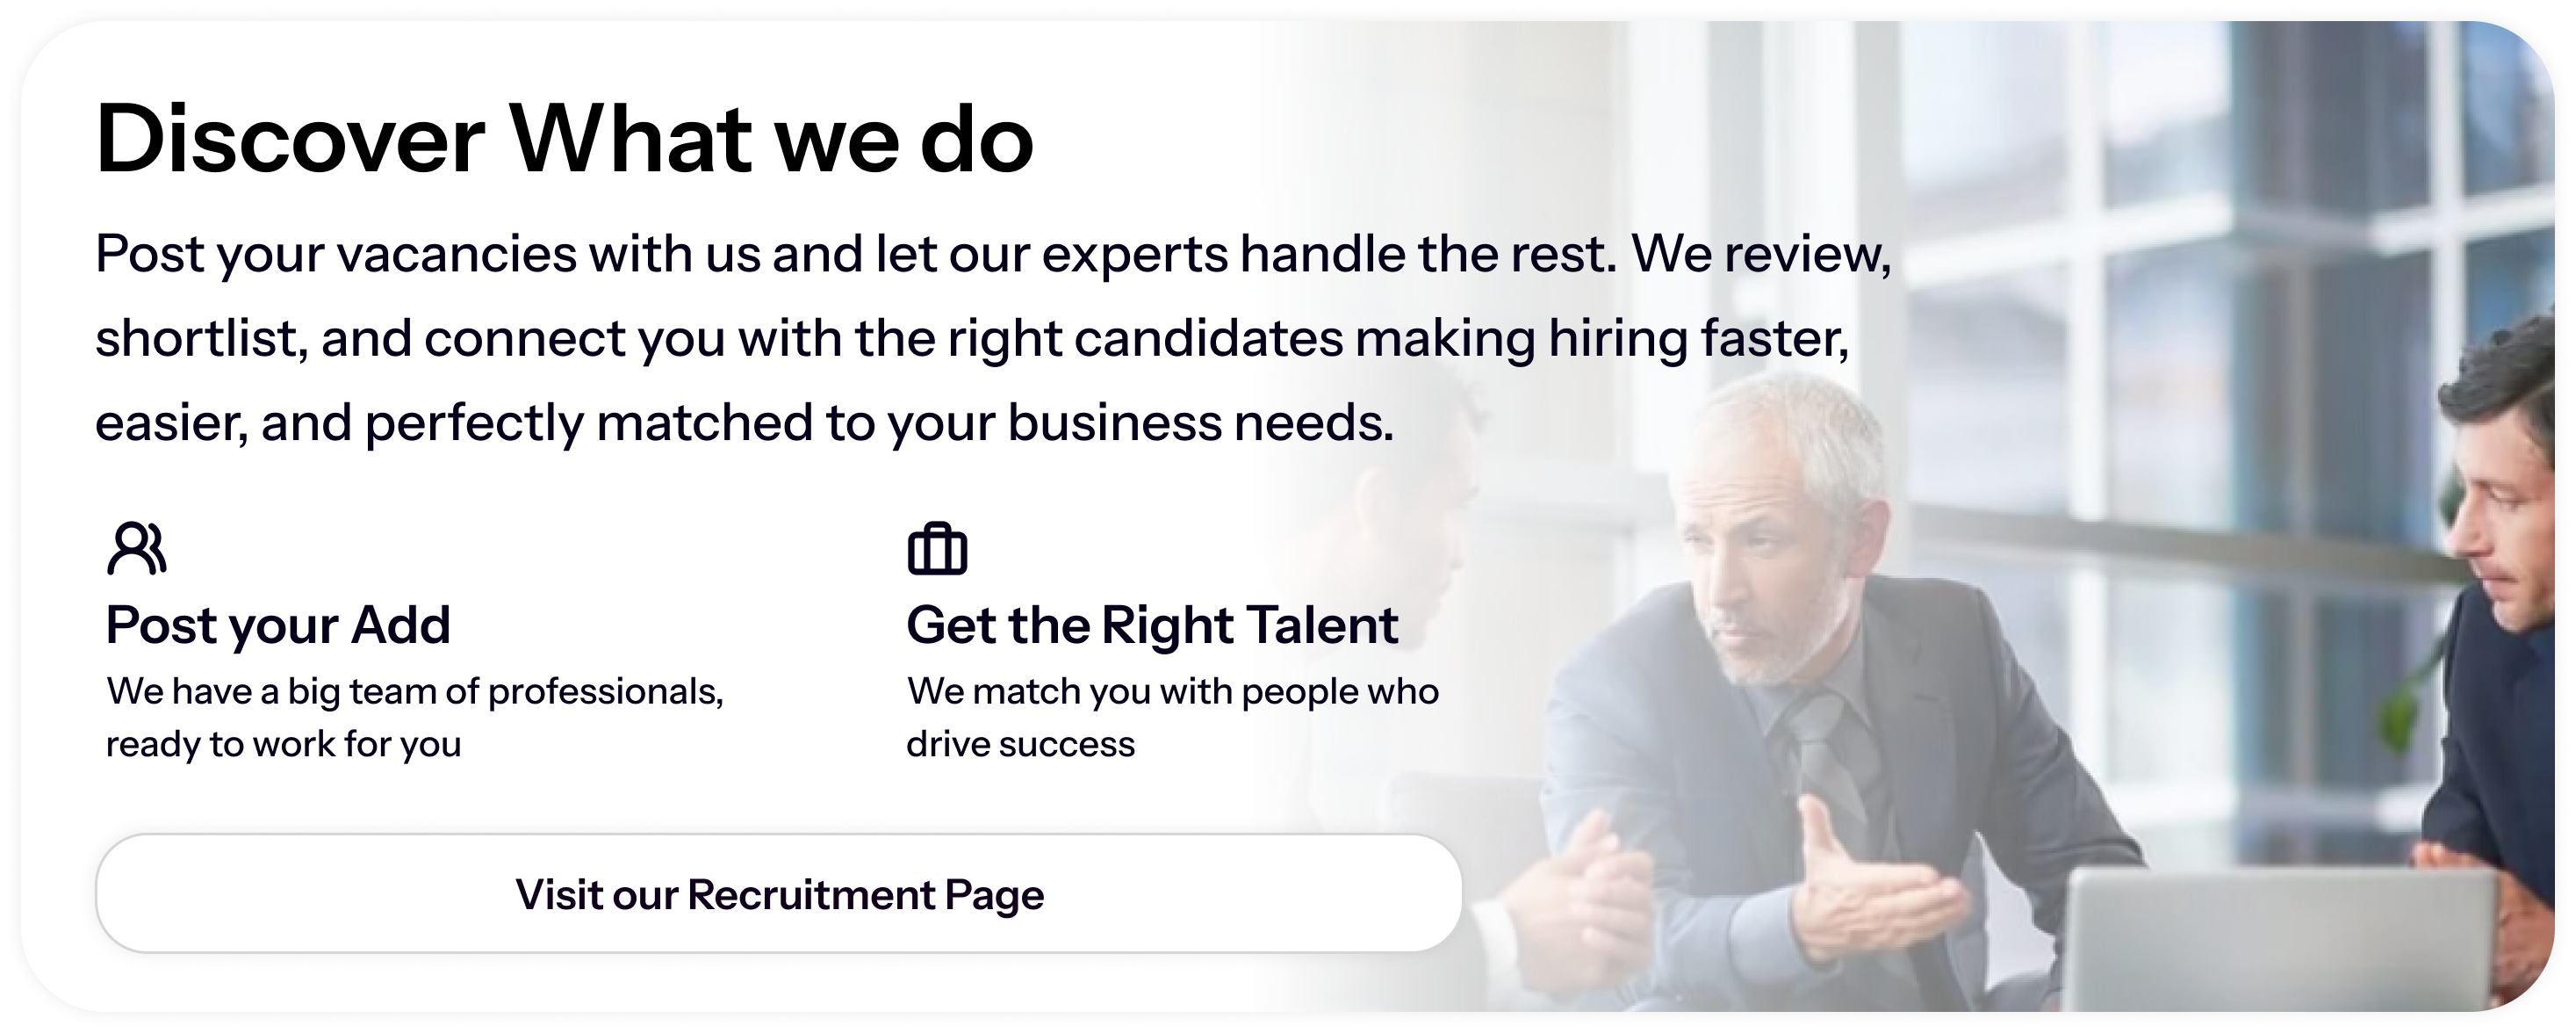 Discover What we do
Post your vacancies with us and let our experts handle the rest. We review,
shortlist, and connect you with the right candidates making hiring faster,
easier, and perfectly matched to your business needs.
Post your Add
We have a big team of professionals,
ready to work for you
Get the Right Talent
We match you with people who
drive success
Visit our Recruitment Page